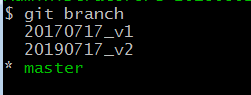 $ git branch
20170717_v1
20190717_v2
* master